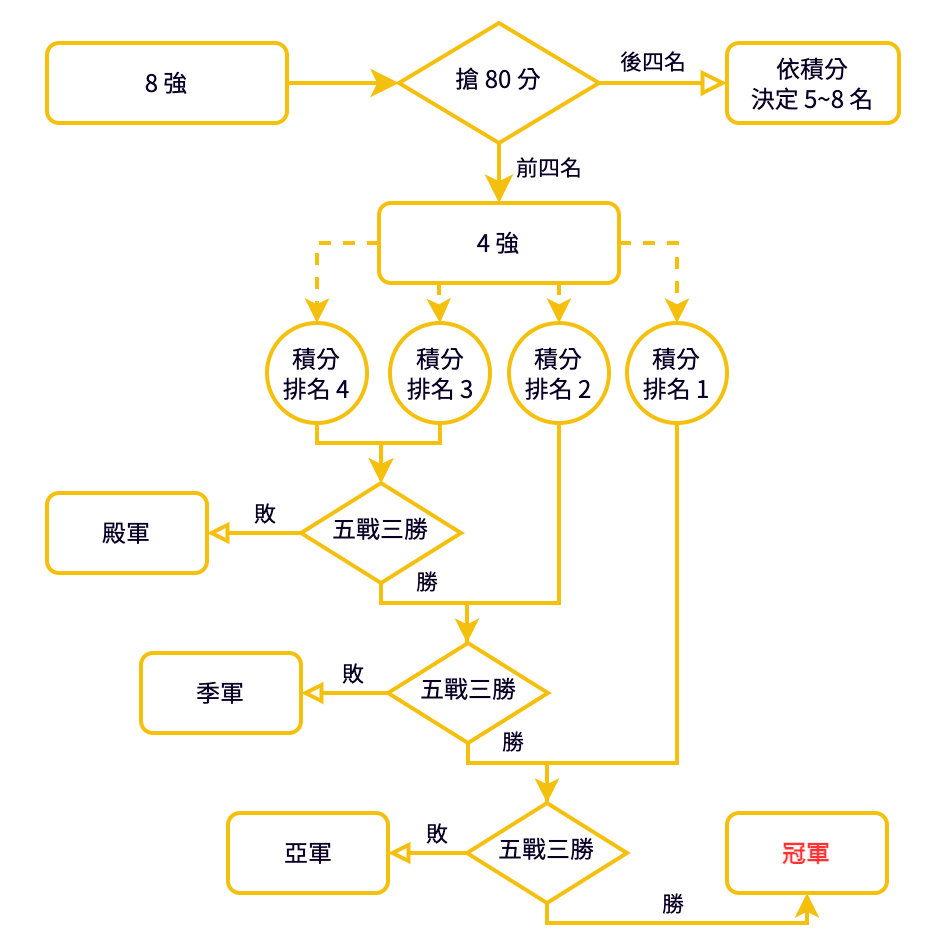 8 強
搶 80 分
後四名
依積分
決定 5~8 名
前四名
4 強
積分
排名 4
積分
排名 3
積分
排名 2
積分
排名 1
五戰三勝
敗
殿軍
勝
五戰三勝
敗
季軍
勝
五戰三勝
敗
亞軍
勝
冠軍